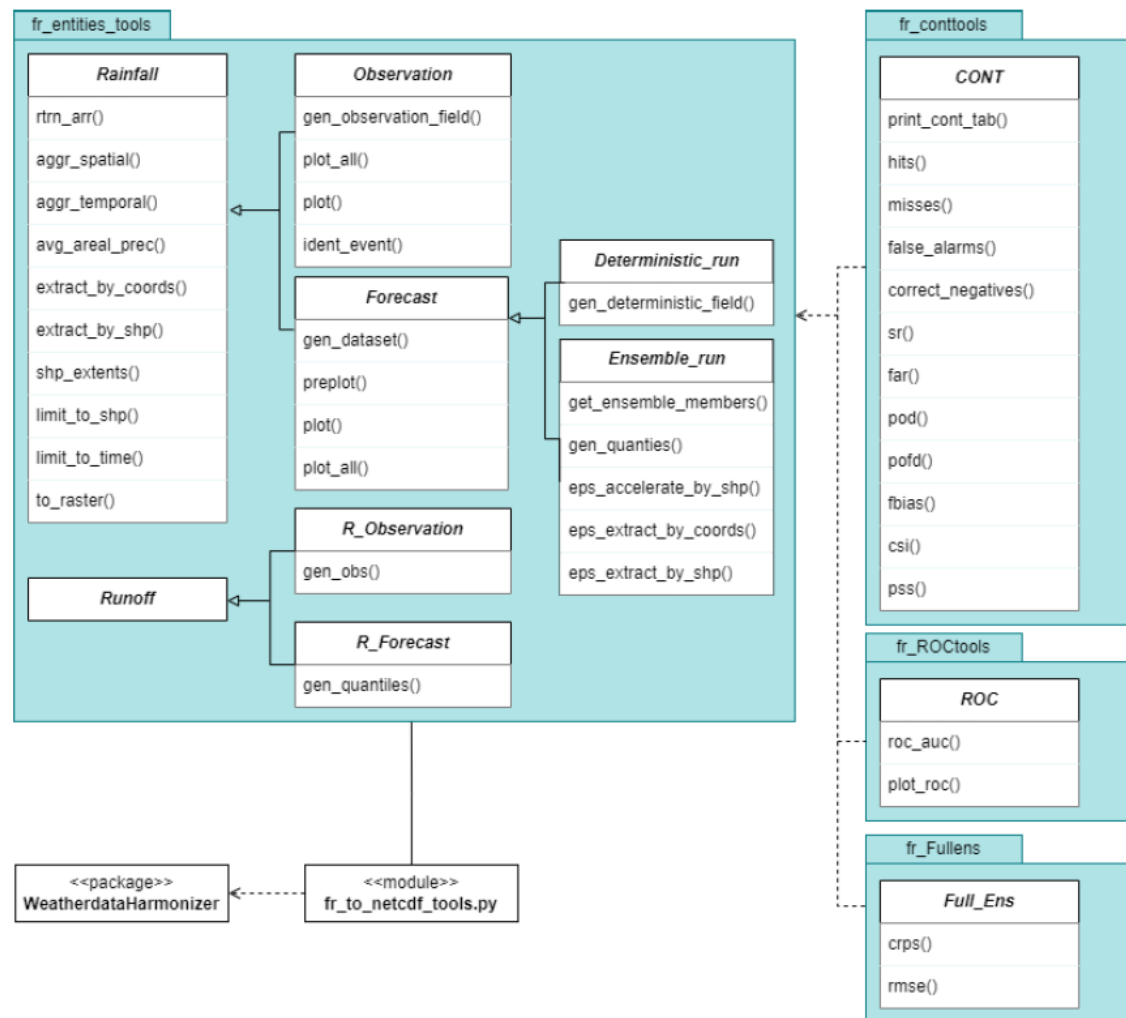 fr_entities_tools
Rainfall
rtrn_arr()
aggr_spatial()
aggr_temporal()
avg_areal_prec()
extract_by_coords()
extract_by_shp()
shp_extents()
limit_to_shp()
limit_to_time()
to_raster()
Observation
gen_observation_field()
plot_all()
plot()
ident_event()
Forecast
gen_dataset()
preplot()
plot()
plot_all()
Deterministic_run
gen_deterministic_field()
Ensemble_run
get_ensemble_members()
gen_quanties()
eps_accelerate_by_shp()
eps_extract_by_coords()
eps_extract_by_shp()
Runoff
R_Observation
gen_obs()
R_Forecast
gen_quantiles()
<<package>>
WeatherdataHarmonizer
<<module>>
fr_to_netcdf_tools.py
fr_conttools
CONT
print_cont_tab()
hits()
misses()
false_alarms()
correct_negatives()
sr()
far()
pod()
pofd()
fbias()
csi()
pss()
fr_ROCtools
ROC
roc_auc()
plot_roc()
fr_Fullens
Full_Ens
crps()
rmse()